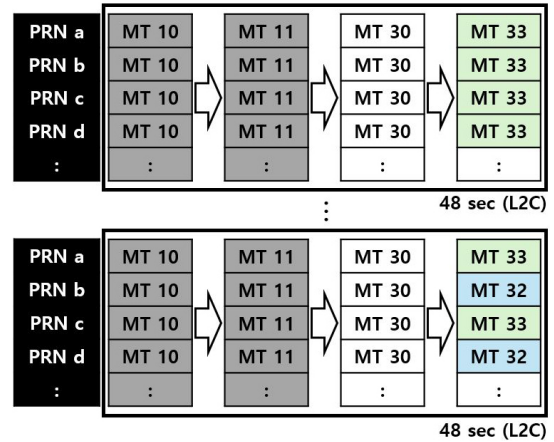 PRN a MT 10 MT 11 MT 30 MT 33
PRN b MT 10 MT 11 MT 30 MT 33
PRN c MT 10 MT 11 MT 30 MT 33
PRN d MT 10 MT 11 MT 30 MT 33
: : : : :
48 sec (L2C)
⋮
PRN a MT 10 MT 11 MT 30 MT 33
PRN b MT 10 MT 11 MT 30 MT 32
PRN c MT 10 MT 11 MT 30 MT 33
PRN d MT 10 MT 11 MT 30 MT 32
: : : : :
48 sec (L2C)